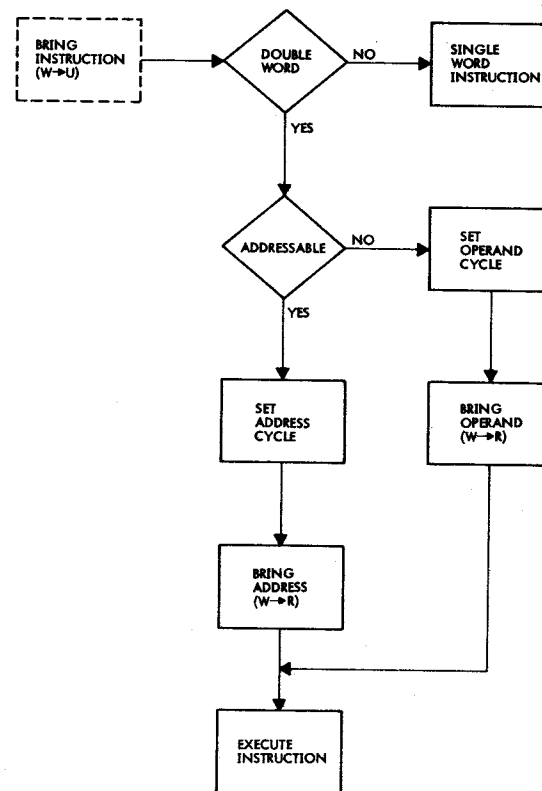 BRING
INSTRUCTION
(W→U)
DOUBLE
WORD
NO
SINGLE
WORD
INSTRUCTION
YES
ADDRESSABLE
NO
SET
OPERAND
CYCLE
YES
SET
ADDRESS
CYCLE
BRING
OPERAND
(W→R)
BRING
ADDRESS
(W→R)
EXECUTE
INSTRUCTION